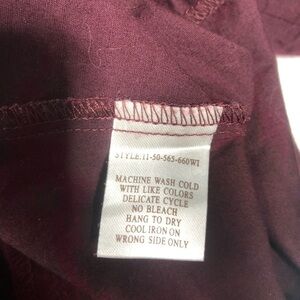 STYLE:11-50-565-660WI
MACHINE WASH COLD
WITH LIKE COLORS
DELICATE CYCLE
NO BLEACH
HANG TO DRY
COOL IRON ON
WRONG SIDE ONLY